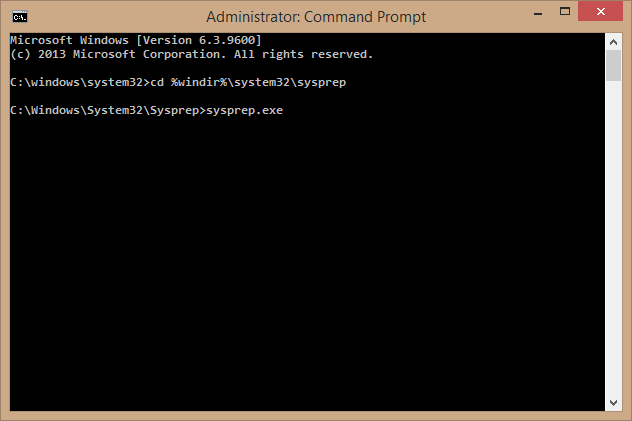 Administrator: Command Prompt
Microsoft Windows [Version 6.3.9600]
(c) 2013 Microsoft Corporation. All rights reserved.
C:\windows\system32>cd %windir%\system32\sysprep
C:\Windows\System32\Sysprep>sysprep.exe